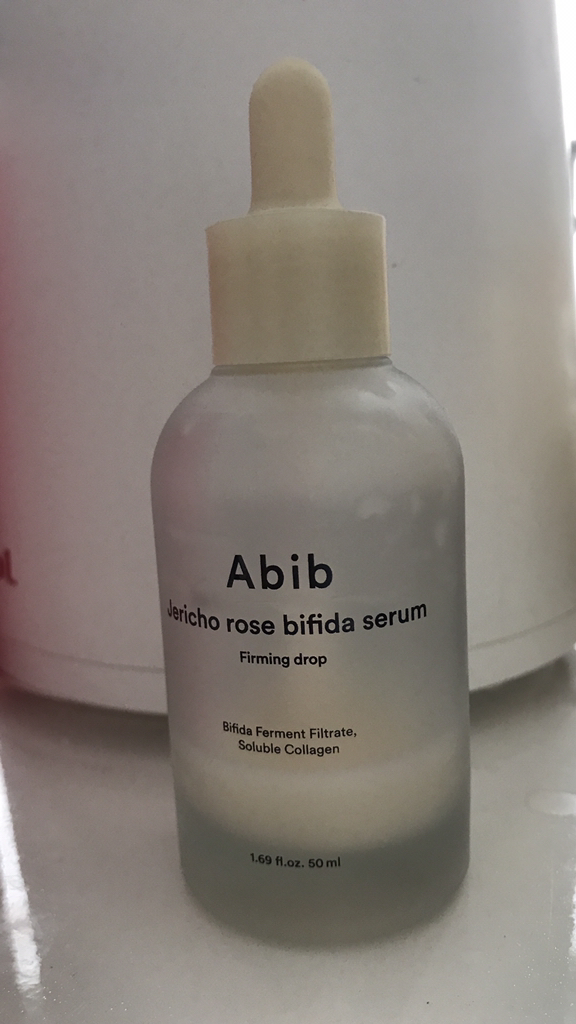 Abib
Jericho rose bifida serum
Firming drop
Bifida Ferment Filtrate,
Soluble Collagen
1.69 fl.oz. 50 ml